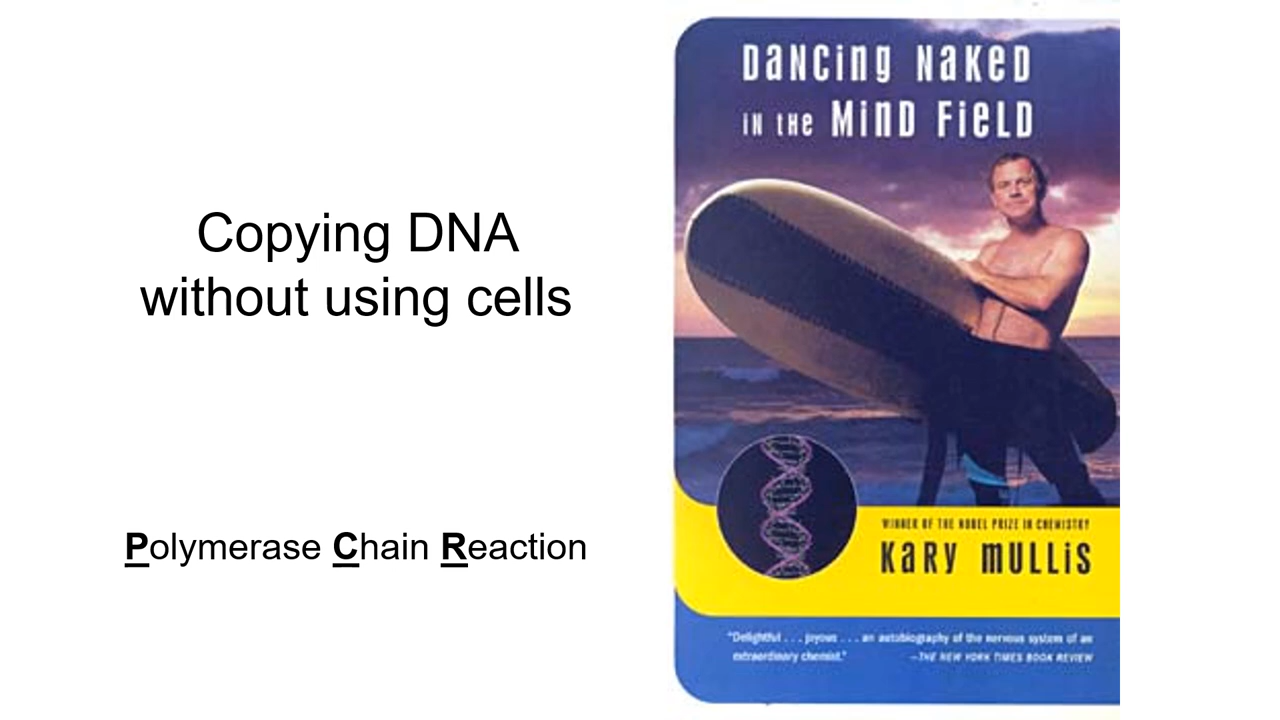 Copying DNA
without using cells
Polymerase Chain Reaction
Dancing Naked
in the Mind Field
WINNER OF THE NOBEL PRIZE IN CHEMISTRY
Kary Mullis
"Delightful . . . joyous . . . an autobiography of the nervous system of an
extraordinary chemist."
—THE NEW YORK TIMES BOOK REVIEW